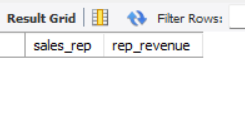 Result Grid Filter Rows:
sales_rep rep_revenue